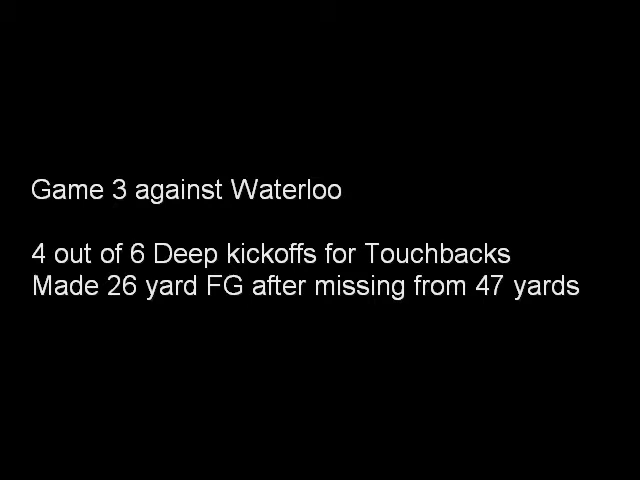 Game 3 against Waterloo
4 out of 6 Deep kickoffs for Touchbacks
Made 26 yard FG after missing from 47 yards